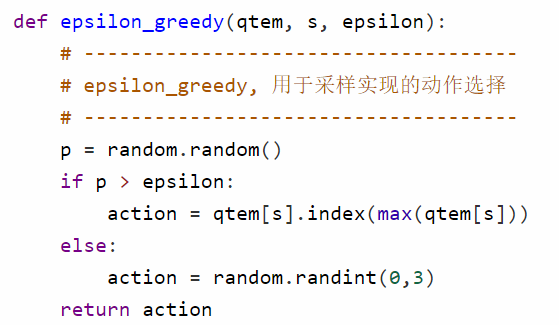 def epsilon_greedy(qtem, s, epsilon):
    # -------------------------------------
    # epsilon_greedy, 用于采样实现的动作选择
    # -------------------------------------
    p = random.random()
    if p > epsilon:
        action = qtem[s].index(max(qtem[s]))
    else:
        action = random.randint(0,3)
    return action